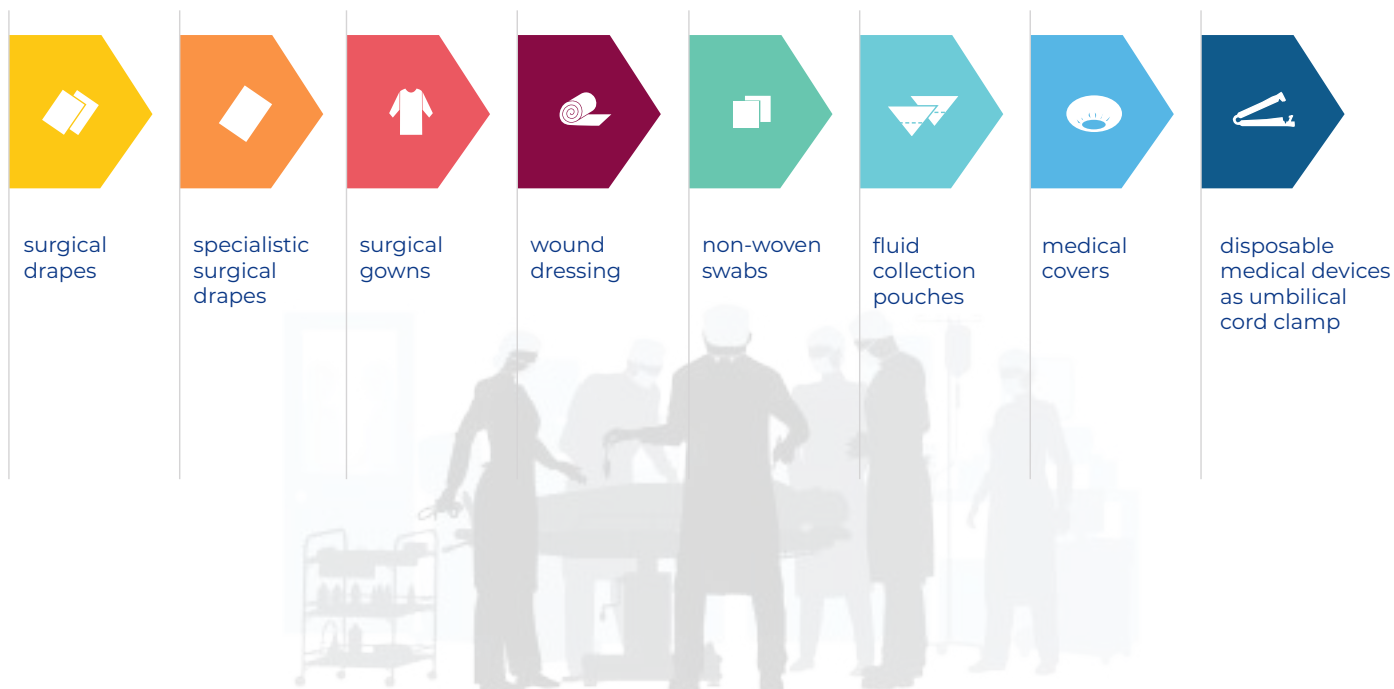 surgical
drapes
specialistic
surgical
drapes
surgical
gowns
wound
dressing
non-woven
swabs
fluid
collection
pouches
medical
covers
disposable
medical devices
as umbilical
cord clamp